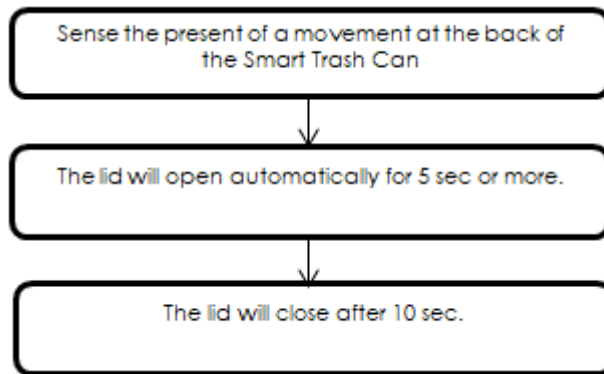 Sense the present of a movement at the back of
the Smart Trash Can
The lid will open automatically for 5 sec or more.
The lid will close after 10 sec.